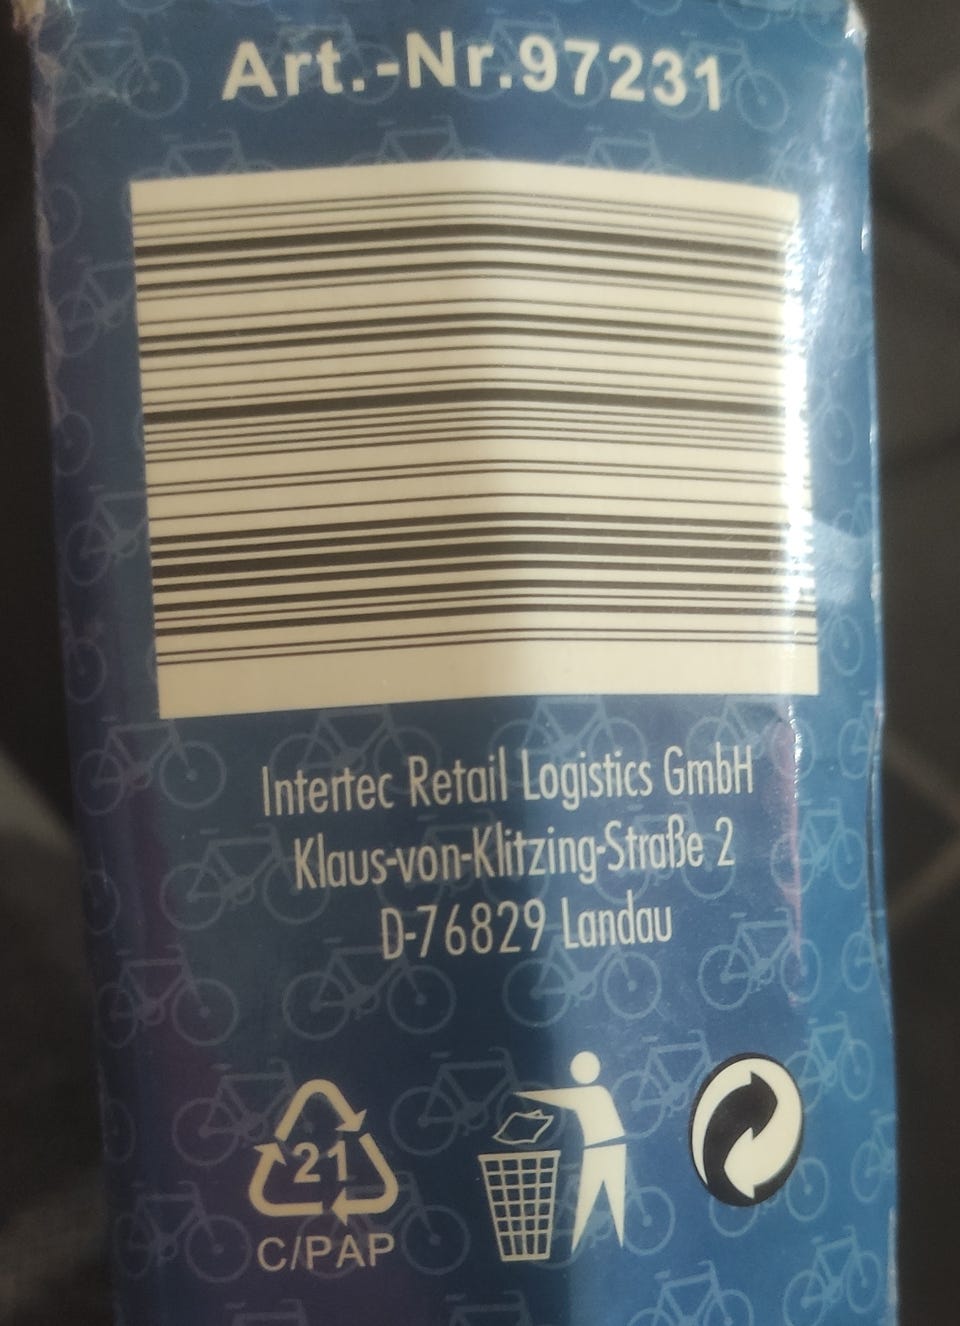 Art.-Nr.97231
Intertec Retail Logistics GmbH
Klaus-von-Klitzing-Straße 2
D-76829 Landau
21
C/PAP